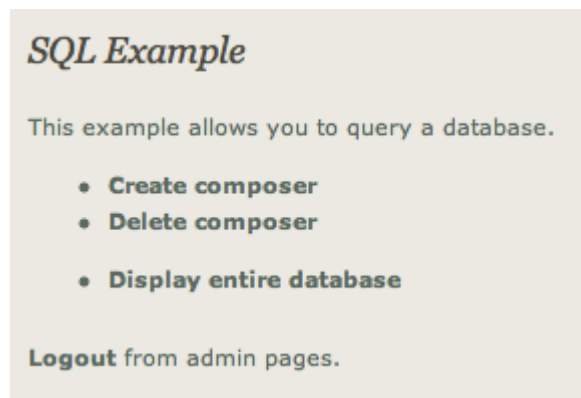 SQL Example
This example allows you to query a database.
• Create composer
• Delete composer
• Display entire database
Logout from admin pages.